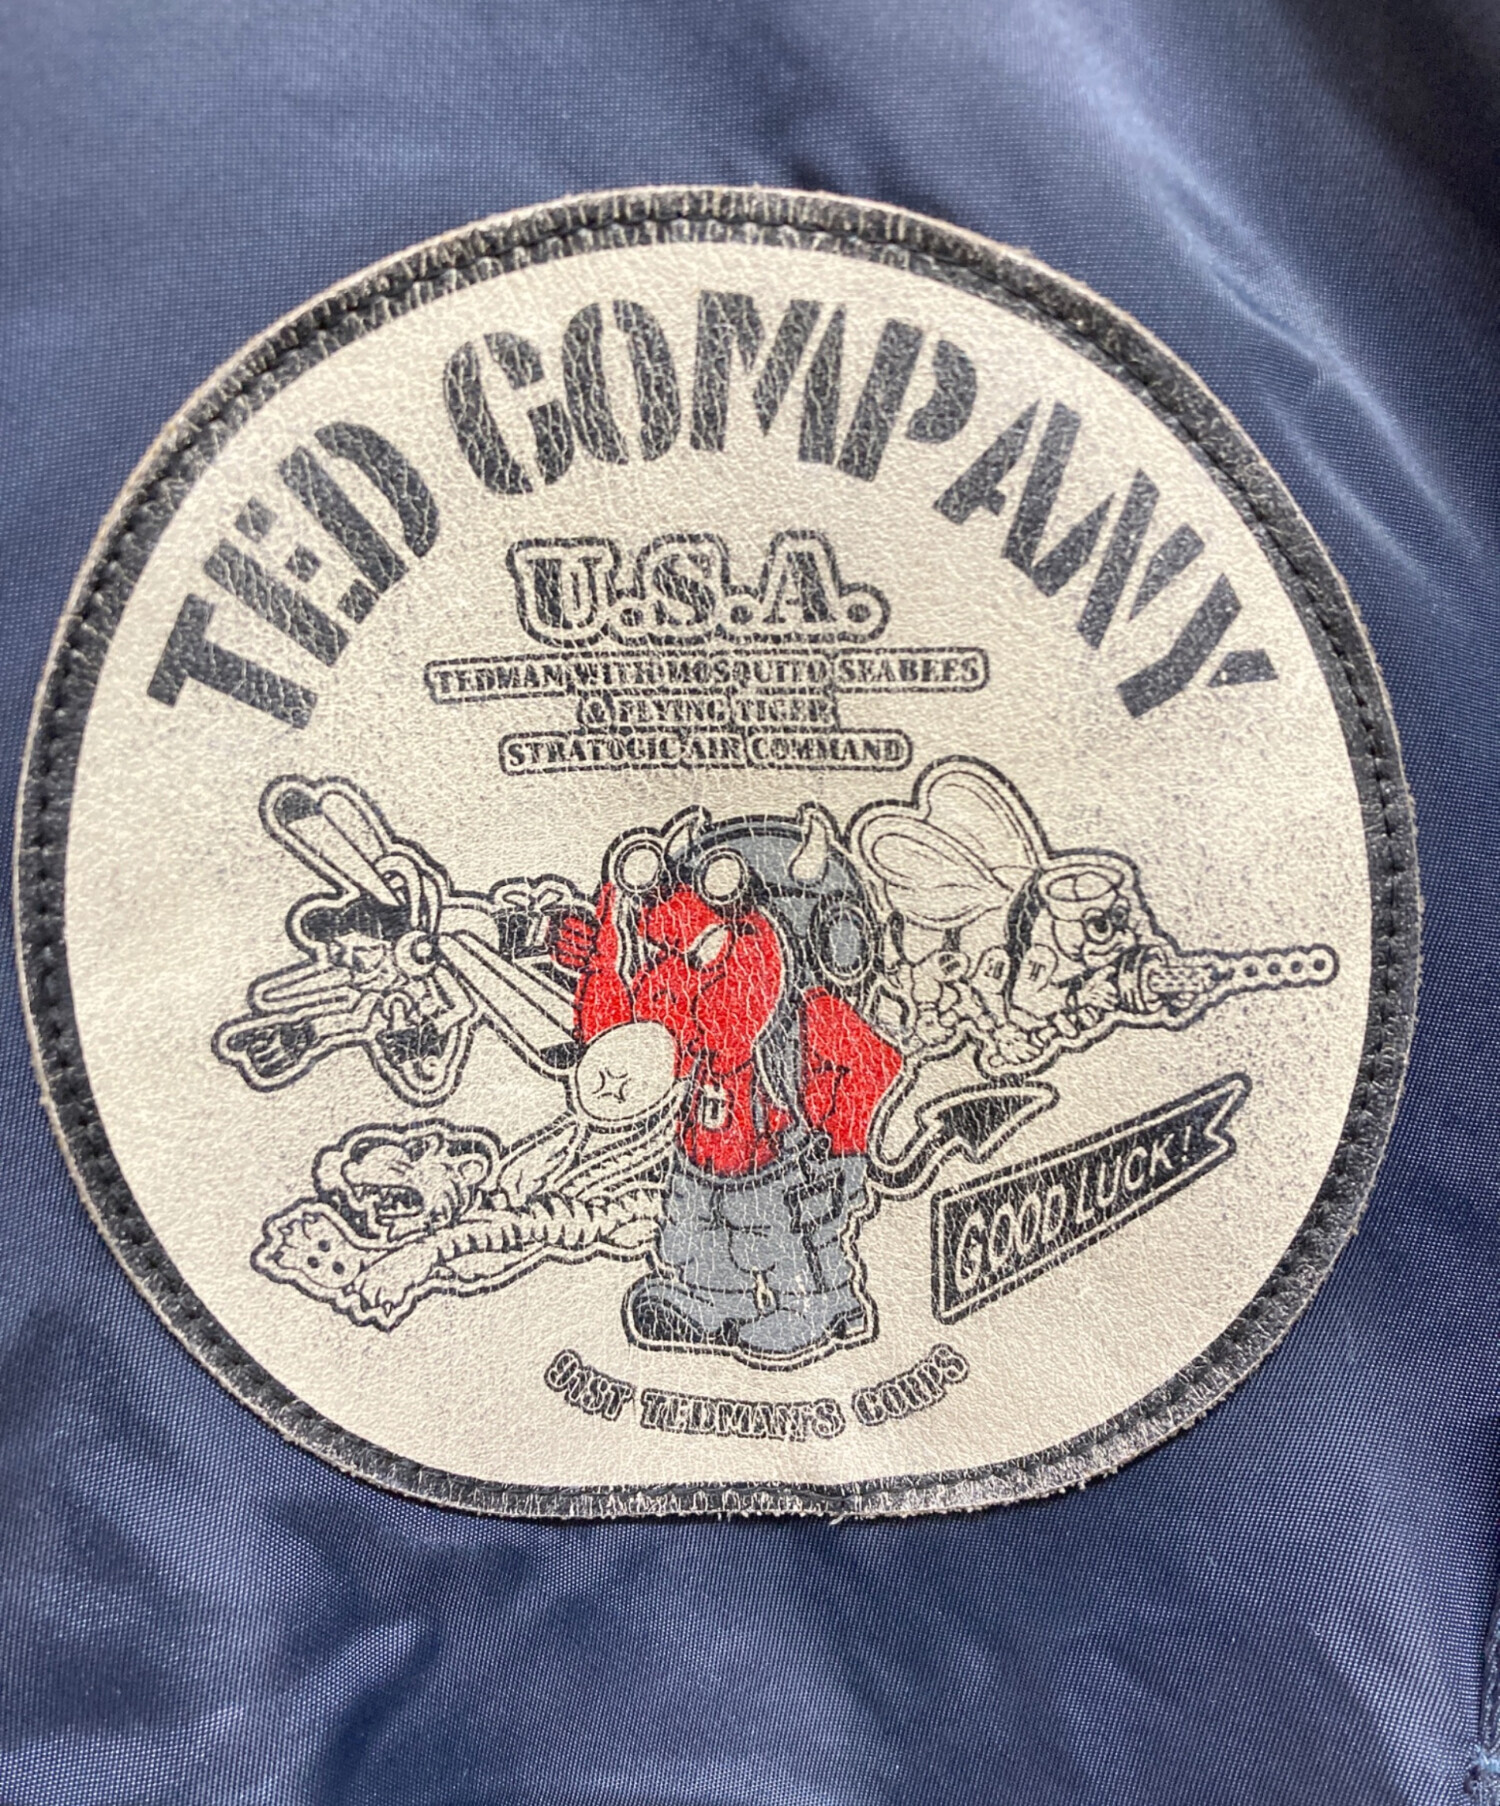 TED COMPANY
U.S.A.
TEDMAN WITH MOSQUITO SEABEES
& FLYING TIGER
STRATOGIC AIR COMMAND
GOOD LUCK!
91ST TEDMAN'S CORPS